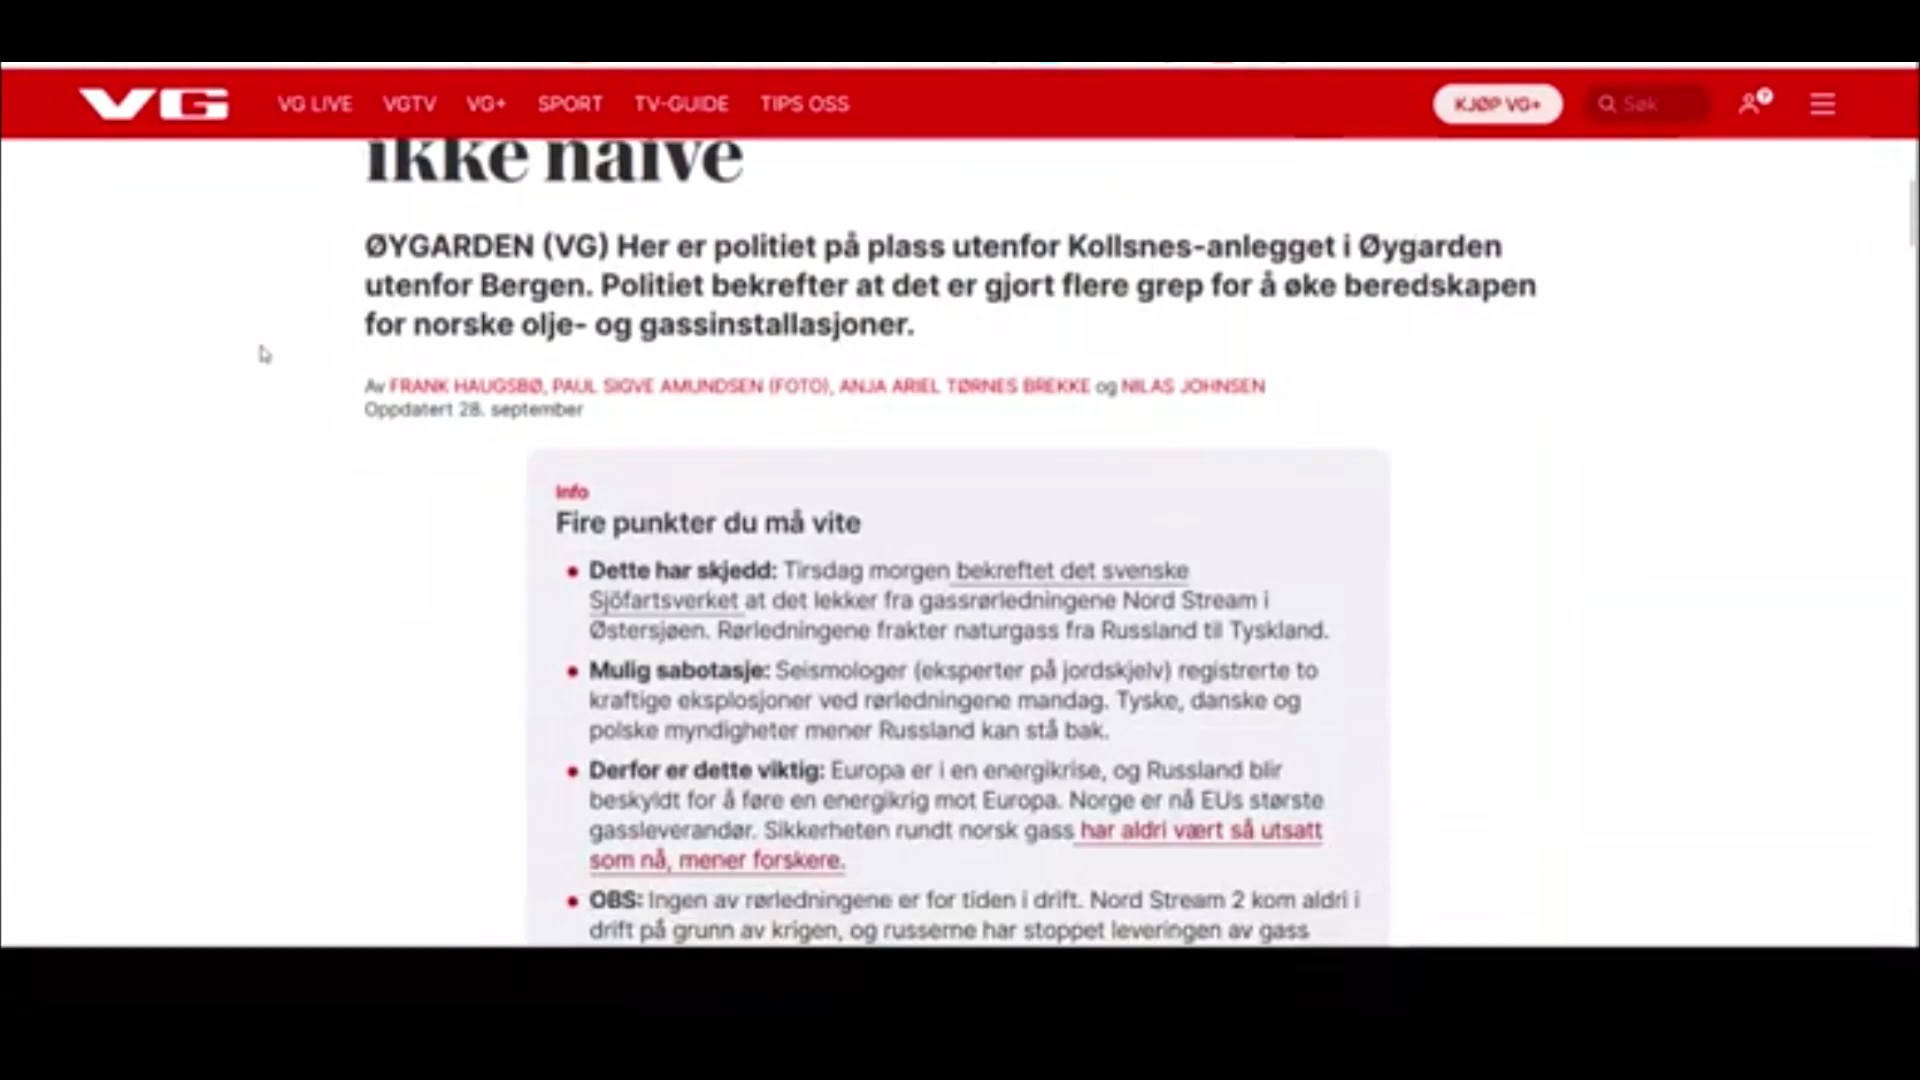 VG VG LIVE VGTV VG+ SPORT TV-GUIDE TIPS OSS KJØP VG+ Søk
ikke naive
ØYGARDEN (VG) Her er politiet på plass utenfor Kollsnes-anlegget i Øygarden
utenfor Bergen. Politiet bekrefter at det er gjort flere grep for å øke beredskapen
for norske olje- og gassinstallasjoner.
Av FRANK HAUGSBØ, PAUL SIGVE AMUNDSEN (FOTO), ANJA ARIEL TØRNES BREKKE og NILAS JOHNSEN
Oppdatert 28. september
Info
Fire punkter du må vite
• Dette har skjedd: Tirsdag morgen bekreftet det svenske
Sjöfartsverket at det lekker fra gassrørledningene Nord Stream i
Østersjøen. Rørledningene frakter naturgass fra Russland til Tyskland.
• Mulig sabotasje: Seismologer (eksperter på jordskjelv) registrerte to
kraftige eksplosjoner ved rørledningene mandag. Tyske, danske og
polske myndigheter mener Russland kan stå bak.
• Derfor er dette viktig: Europa er i en energikrise, og Russland blir
beskyldt for å føre en energikrig mot Europa. Norge er nå EUs største
gassleverandør. Sikkerheten rundt norsk gass har aldri vært så utsatt
som nå, mener forskere.
• OBS: Ingen av rørledningene er for tiden i drift. Nord Stream 2 kom aldri i
drift på grunn av krigen, og russerne har stoppet leveringen av gass